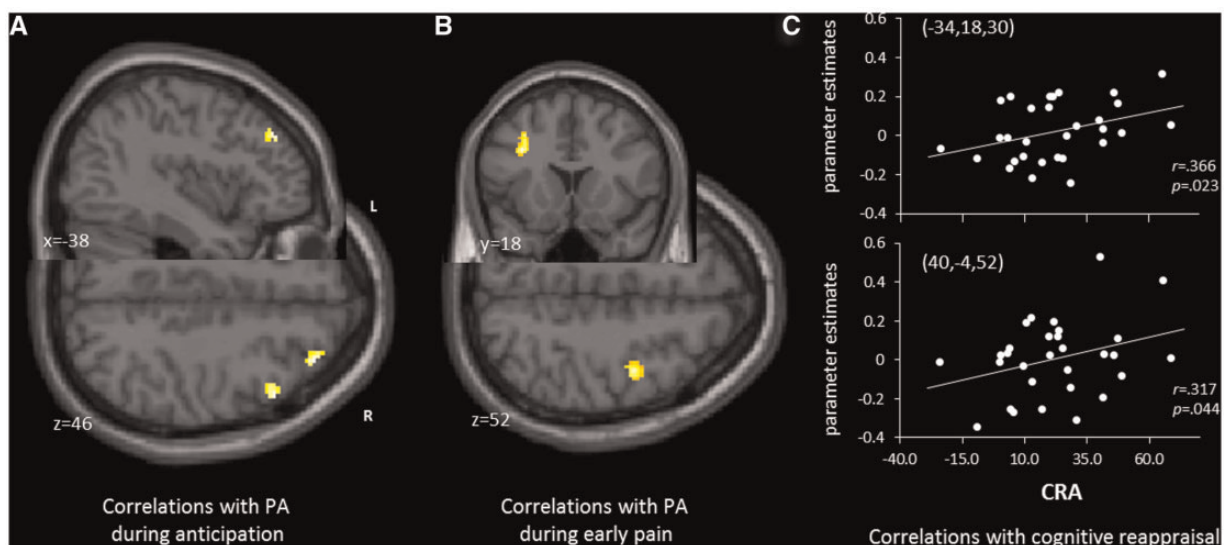 A
B
C
x=-38
L
z=46
R
Correlations with PA
during anticipation
y=18
z=52
Correlations with PA
during early pain
0.6
(-34,18,30)
0.4
0.2
0
-0.2
-0.4
parameter estimates
r=.366
p=.023
0.6
(40,-4,52)
0.4
0.2
0
-0.2
-0.4
parameter estimates
r=.317
p=.044
-40.0 -15.0 10.0 35.0 60.0
CRA
Correlations with cognitive reappraisal